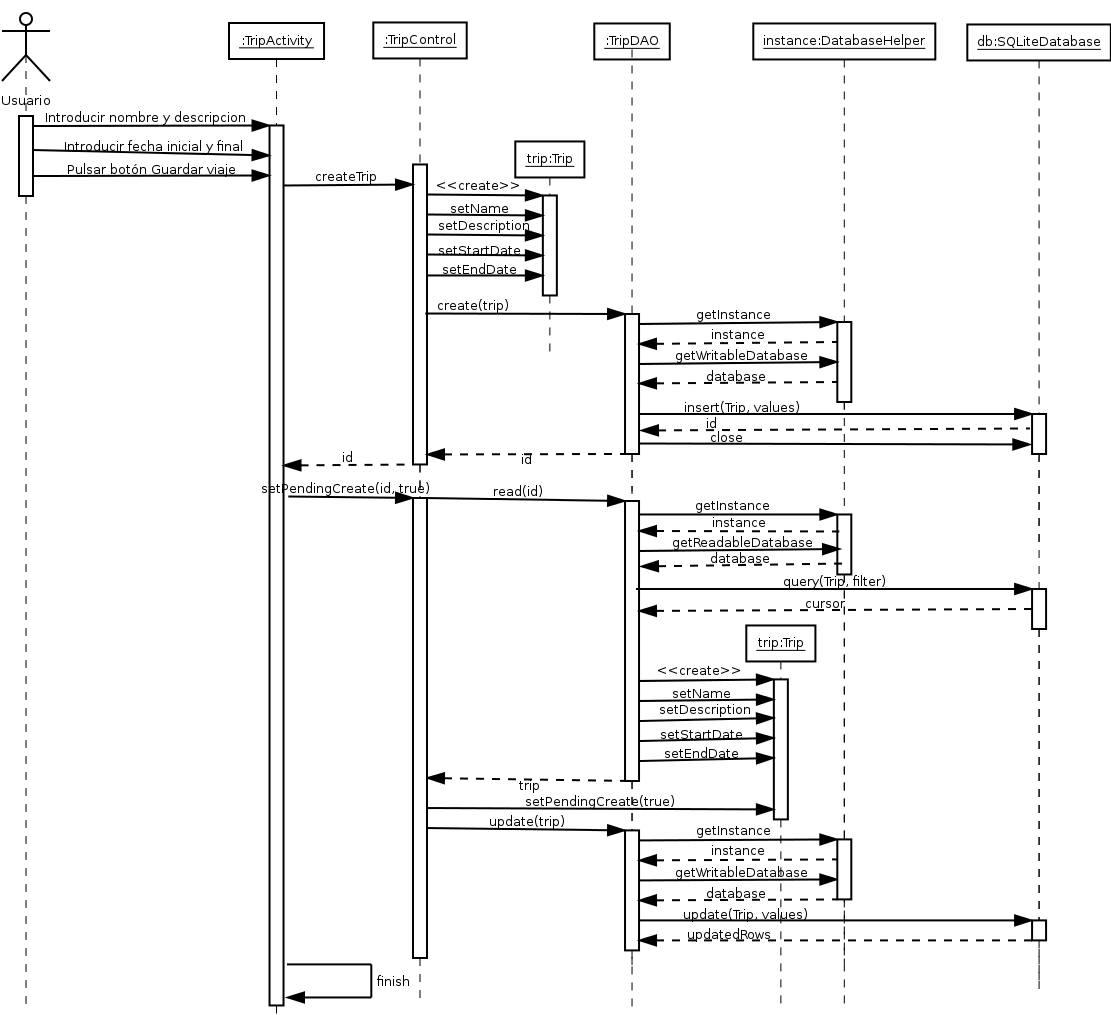 :TripActivity
:TripControl
:TripDAO
instance:DatabaseHelper
db:SQLiteDatabase
Usuario
Introducir nombre y descripcion
Introducir fecha inicial y final
Pulsar botón Guardar viaje
trip:Trip
createTrip
<<create>>
setName
setDescription
setStartDate
setEndDate
create(trip)
getInstance
instance
getWritableDatabase
database
insert(Trip, values)
id
close
id
id
setPendingCreate(id, true)
read(id)
getInstance
instance
getReadableDatabase
database
query(Trip, filter)
cursor
trip:Trip
<<create>>
setName
setDescription
setStartDate
setEndDate
trip
setPendingCreate(true)
update(trip)
getInstance
instance
getWritableDatabase
database
update(Trip, values)
updatedRows
finish